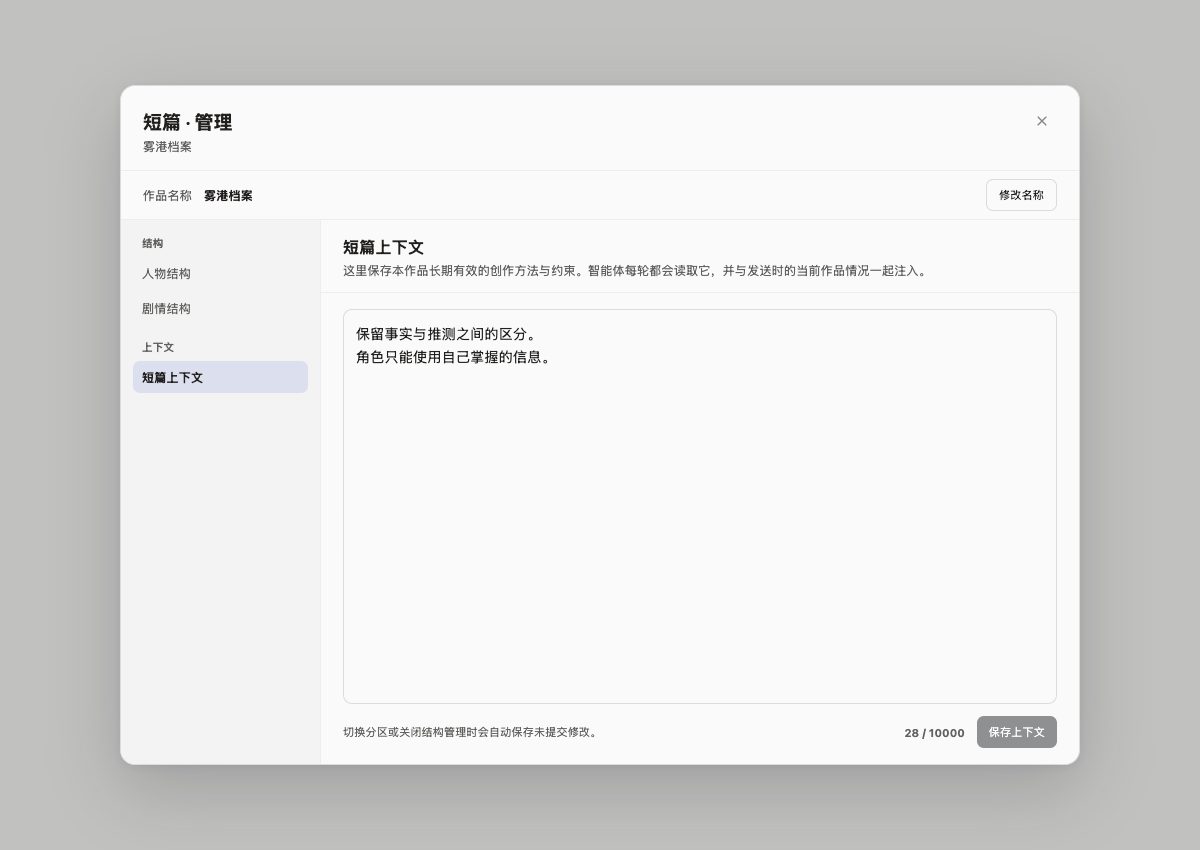 短篇 · 管理
雾港档案
作品名称 雾港档案
修改名称
结构
人物结构
剧情结构
上下文
短篇上下文
短篇上下文
这里保存本作品长期有效的创作方法与约束。智能体每轮都会读取它，并与发送时的当前作品情况一起注入。
保留事实与推测之间的区分。
角色只能使用自己掌握的信息。
切换分区或关闭结构管理时会自动保存未提交修改。
28 / 10000
保存上下文